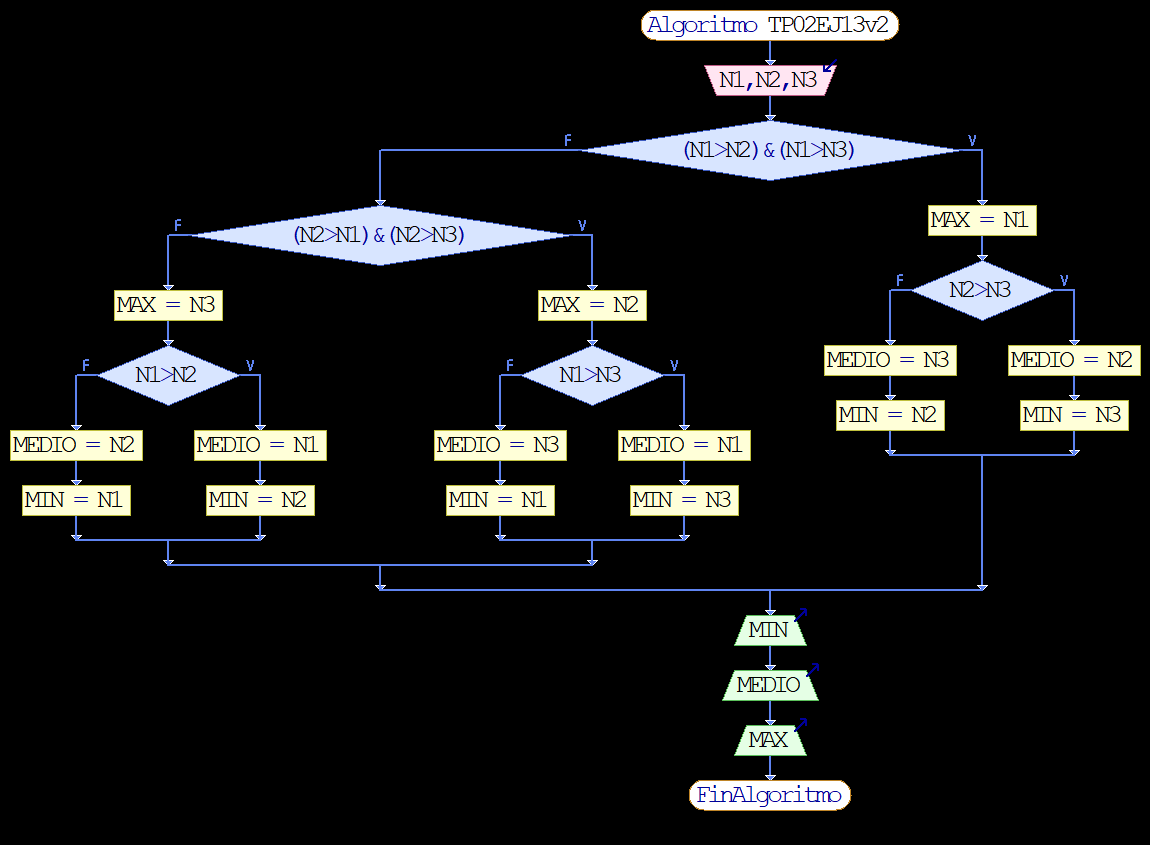 Algoritmo TP02EJ13v2
N1,N2,N3
F
V
(N1>N2)&(N1>N3)
F
V
(N2>N1)&(N2>N3)
MAX = N1
F
V
N2>N3
MAX = N3
MAX = N2
MEDIO = N3
MEDIO = N2
F
V
N1>N2
F
V
N1>N3
MIN = N2
MIN = N3
MEDIO = N2
MEDIO = N1
MEDIO = N3
MEDIO = N1
MIN = N1
MIN = N2
MIN = N1
MIN = N3
MIN
MEDIO
MAX
FinAlgoritmo